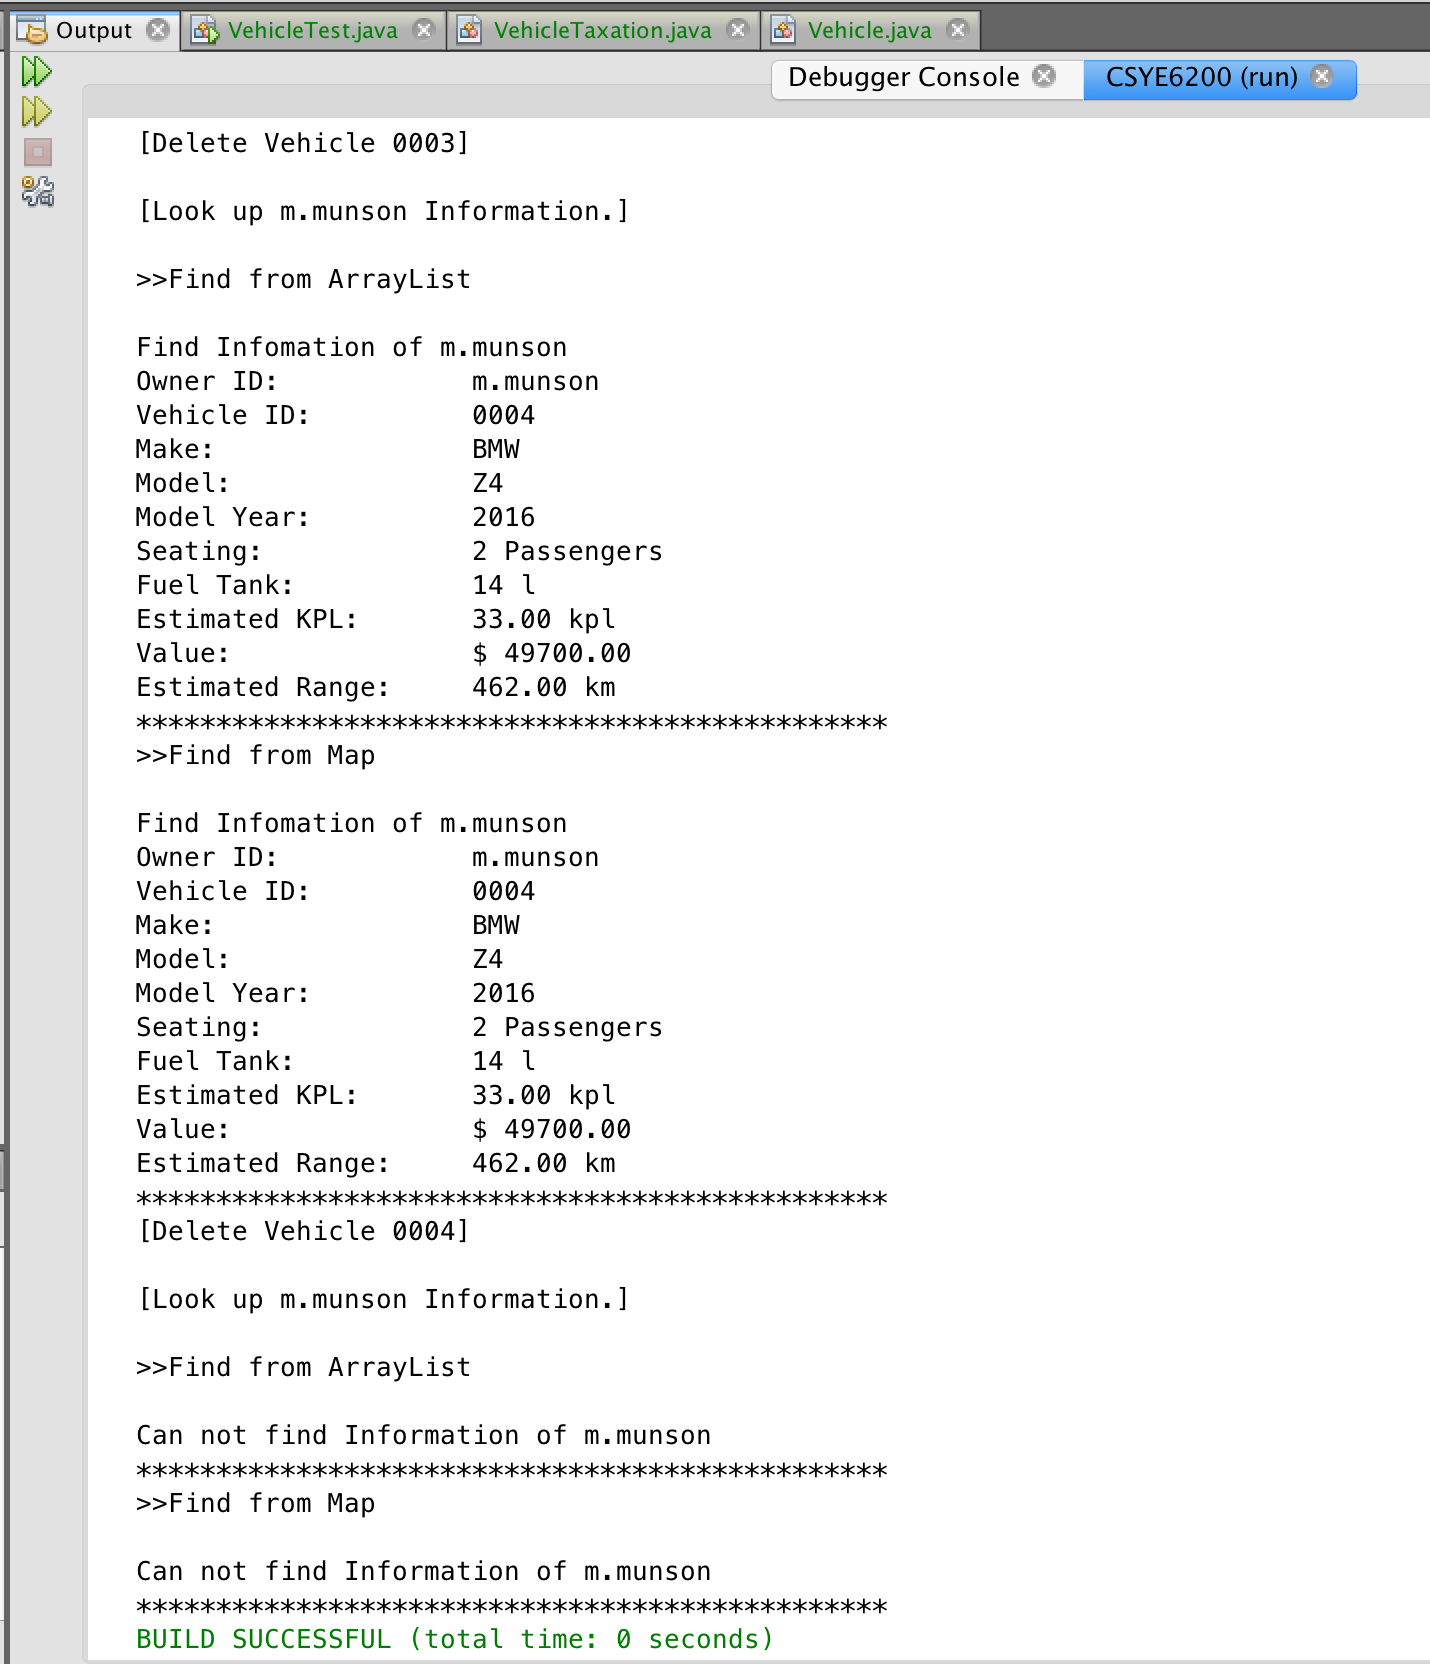 Output VehicleTest.java VehicleTaxation.java Vehicle.java
Debugger Console CSYE6200 (run)
[Delete Vehicle 0003]
[Look up m.munson Information.]
>>Find from ArrayList
Find Infomation of m.munson
Owner ID: m.munson
Vehicle ID: 0004
Make: BMW
Model: Z4
Model Year: 2016
Seating: 2 Passengers
Fuel Tank: 14 l
Estimated KPL: 33.00 kpl
Value: $ 49700.00
Estimated Range: 462.00 km
***********************************************
>>Find from Map
Find Infomation of m.munson
Owner ID: m.munson
Vehicle ID: 0004
Make: BMW
Model: Z4
Model Year: 2016
Seating: 2 Passengers
Fuel Tank: 14 l
Estimated KPL: 33.00 kpl
Value: $ 49700.00
Estimated Range: 462.00 km
***********************************************
[Delete Vehicle 0004]
[Look up m.munson Information.]
>>Find from ArrayList
Can not find Information of m.munson
***********************************************
>>Find from Map
Can not find Information of m.munson
***********************************************
BUILD SUCCESSFUL (total time: 0 seconds)